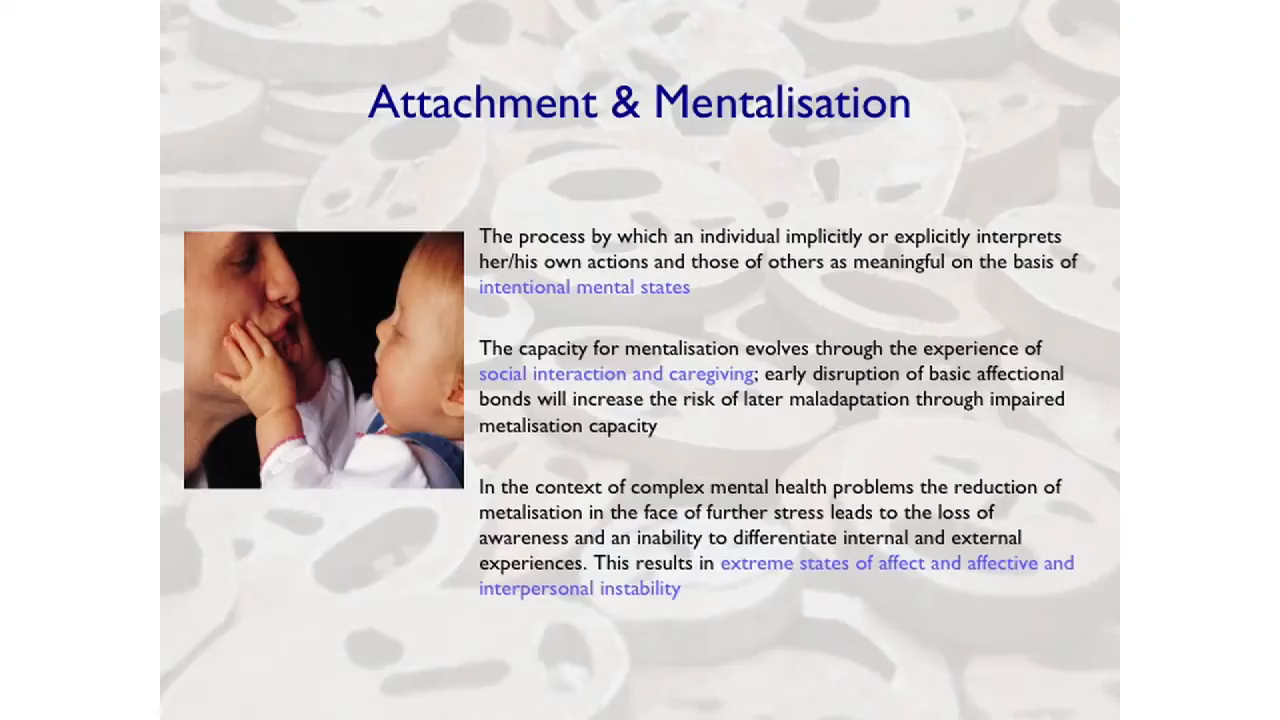 Attachment & Mentalisation
The process by which an individual implicitly or explicitly interprets
her/his own actions and those of others as meaningful on the basis of
intentional mental states
The capacity for mentalisation evolves through the experience of
social interaction and caregiving; early disruption of basic affectional
bonds will increase the risk of later maladaptation through impaired
metalisation capacity
In the context of complex mental health problems the reduction of
metalisation in the face of further stress leads to the loss of
awareness and an inability to differentiate internal and external
experiences. This results in extreme states of affect and affective and
interpersonal instability